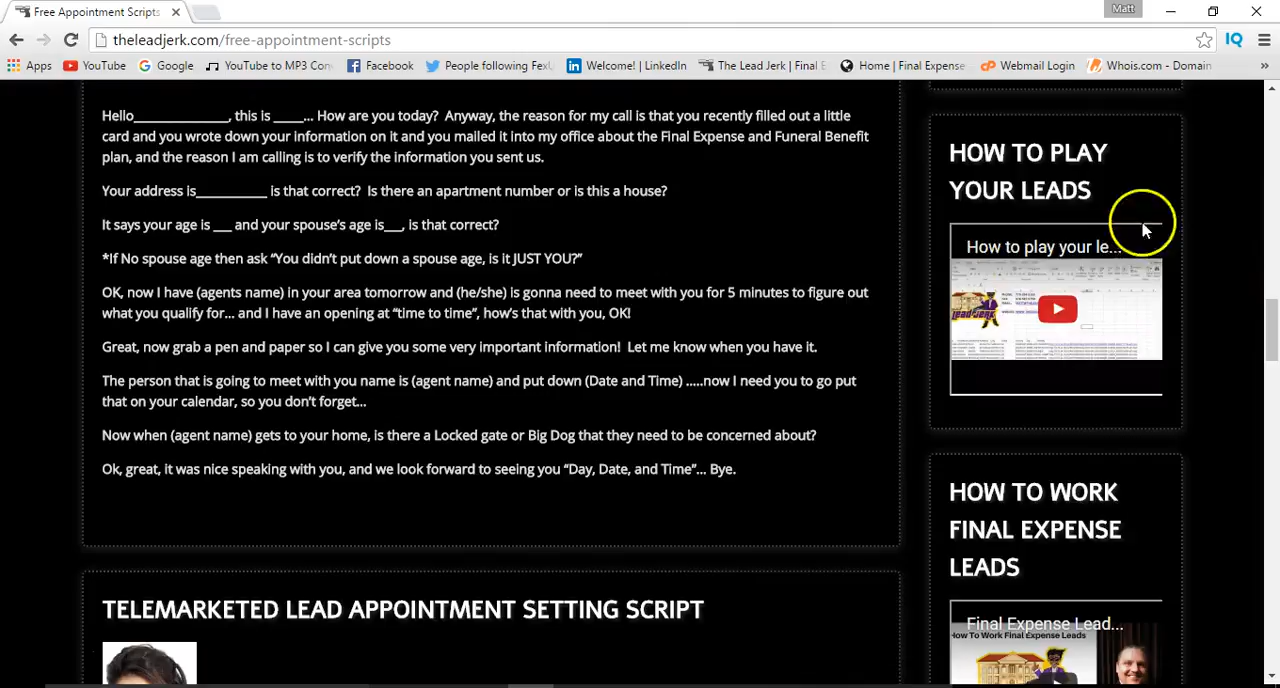 Free Appointment Scripts
Matt
theleadjerk.com/free-appointment-scripts
IQ
Apps
YouTube
Google
YouTube to MP3 Con
Facebook
People following FexL
Welcome! | LinkedIn
The Lead Jerk | Final E
Home | Final Expense
Webmail Login
Whois.com - Domain
»
Hello______________, this is _____... How are you today? Anyway, the reason for my call is that you recently filled out a little
card and you wrote down your information on it and you mailed it into my office about the Final Expense and Funeral Benefit
plan, and the reason I am calling is to verify the information you sent us.
Your address is___________ is that correct? Is there an apartment number or is this a house?
It says your age is ___ and your spouse's age is___, is that correct?
*If No spouse age then ask “You didn't put down a spouse age, is it JUST YOU?”
OK, now I have (agents name) in your area tomorrow and (he/she) is gonna need to meet with you for 5 minutes to figure out
what you qualify for... and I have an opening at “time to time”, how's that with you, OK!
Great, now grab a pen and paper so I can give you some very important information! Let me know when you have it.
The person that is going to meet with you name is (agent name) and put down (Date and Time) .....now I need you to go put
that on your calendar, so you don't forget...
Now when (agent name) gets to your home, is there a Locked gate or Big Dog that they need to be concerned about?
Ok, great, it was nice speaking with you, and we look forward to seeing you “Day, Date, and Time”... Bye.
TELEMARKETED LEAD APPOINTMENT SETTING SCRIPT
HOW TO PLAY
YOUR LEADS
How to play your le...
LEAD JERK
HOW TO WORK
FINAL EXPENSE
LEADS
Final Expense Lead...
How To Work Final Expense Leads